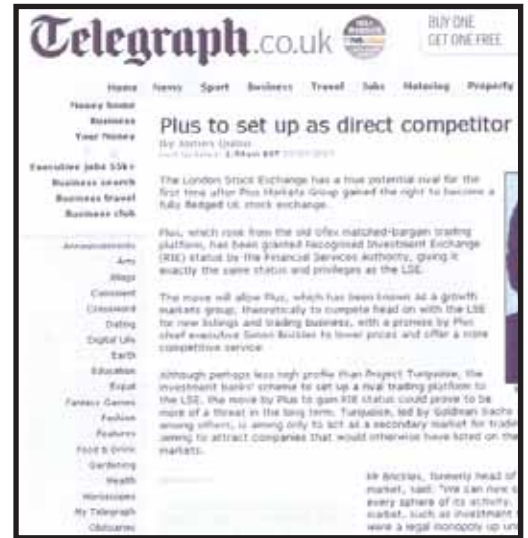 Telegraph.co.uk
BUY ONE
GET ONE FREE
Home News Sport Business Travel Jobs Motoring Property
Money home
Business
Your Money
Executive jobs 55k+
Business search
Business travel
Business club
Announcements
Arts
Blogs
Comment
Crossword
Dating
Digital Life
Earth
Education
Expat
Fantasy Games
Fashion
Features
Food & Drink
Gardening
Health
Horoscopes
My Telegraph
Obituaries
Plus to set up as direct competitor
By James
The London Stock Exchange has a true potential rival for the
first time after Plus Markets Group gained the right to become a
fully fledged UK stock exchange.
Plus, which rose from the old Ofex matched-bargain trading
platform, has been granted Recognised Investment Exchange
(RIE) status by the Financial Services Authority, giving it
exactly the same status and privileges as the LSE.
The move will allow Plus, which has been known as a growth
markets group, theoretically to compete head on with the LSE
for new listings and trading business, with a promise by Plus
chief executive Simon Brickles to lower prices and offer a more
competitive service.
Although perhaps less high profile than Project Turquoise, the
investment banks' scheme to set up a rival trading platform to
the LSE, the move by Plus to gain RIE status could prove to be
more of a threat in the long term. Turquoise, led by Goldman Sachs
among others, is aiming only to act as a secondary market for
aiming to attract companies that would otherwise have listed on the
markets.
Mr Brickles, formerly head of
market, said: "We can now
every sphere of its activity.
market, such as investment
were a legal monopoly up